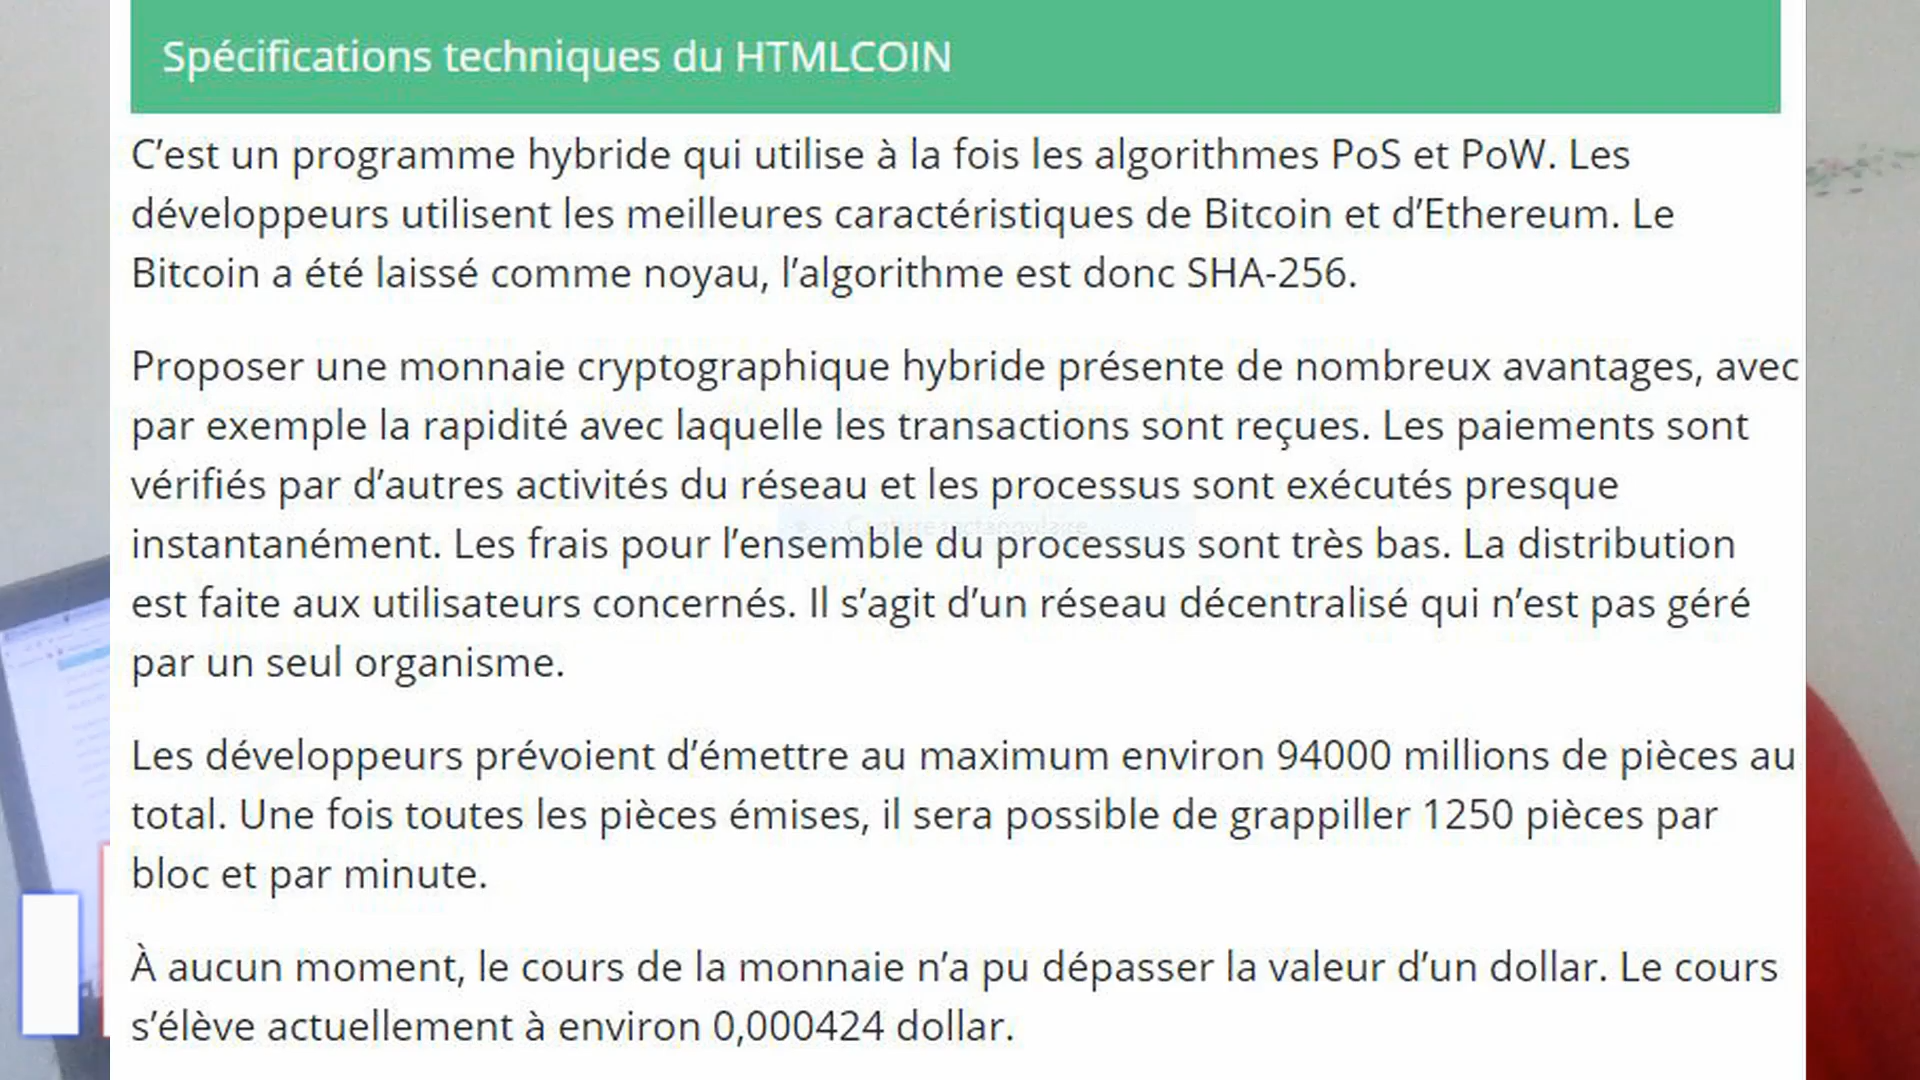 Spécifications techniques du HTMLCOIN
C’est un programme hybride qui utilise à la fois les algorithmes PoS et PoW. Les
développeurs utilisent les meilleures caractéristiques de Bitcoin et d’Ethereum. Le
Bitcoin a été laissé comme noyau, l’algorithme est donc SHA-256.
Proposer une monnaie cryptographique hybride présente de nombreux avantages, avec
par exemple la rapidité avec laquelle les transactions sont reçues. Les paiements sont
vérifiés par d’autres activités du réseau et les processus sont exécutés presque
Capture rectangulaire
instantanément. Les frais pour l’ensemble du processus sont très bas. La distribution
est faite aux utilisateurs concernés. Il s’agit d’un réseau décentralisé qui n’est pas géré
par un seul organisme.
Les développeurs prévoient d’émettre au maximum environ 94000 millions de pièces au
total. Une fois toutes les pièces émises, il sera possible de grappiller 1250 pièces par
bloc et par minute.
À aucun moment, le cours de la monnaie n’a pu dépasser la valeur d’un dollar. Le cours
s’élève actuellement à environ 0,000424 dollar.